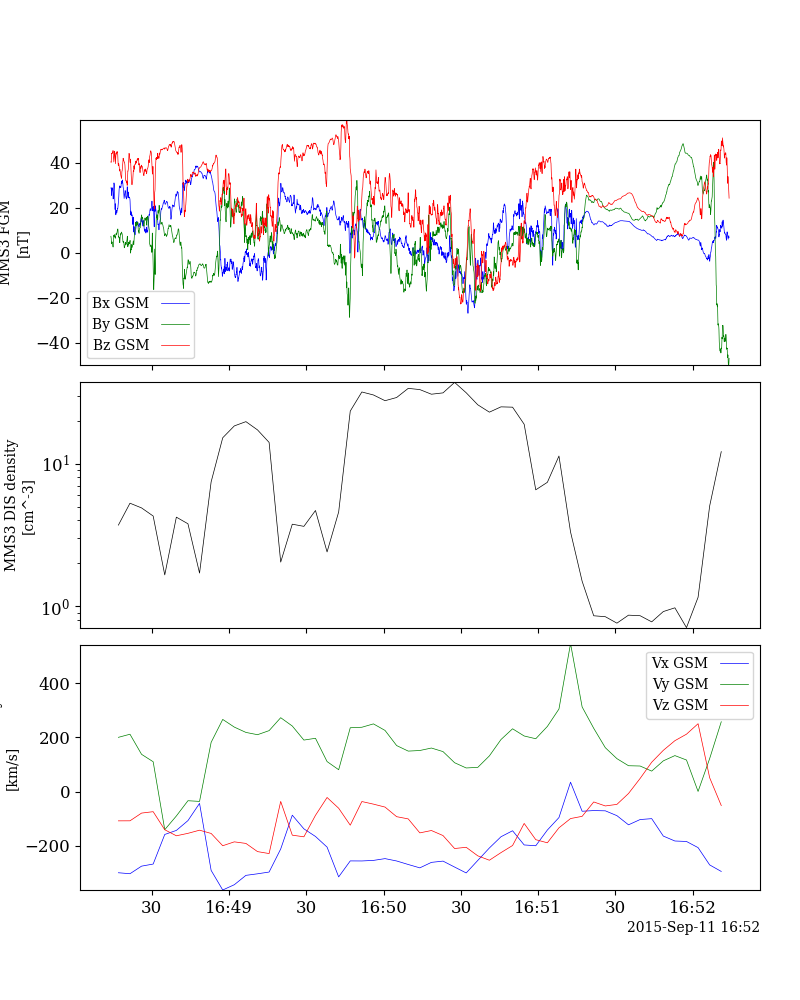 MMS3 FGM
[nT]
40
20
0
−20
−40
Bx GSM
By GSM
Bz GSM
MMS3 DIS density
[cm^-3]
10^1
10^0
[km/s]
400
200
0
−200
Vx GSM
Vy GSM
Vz GSM
30 16:49 30 16:50 30 16:51 30 16:52
2015-Sep-11 16:52